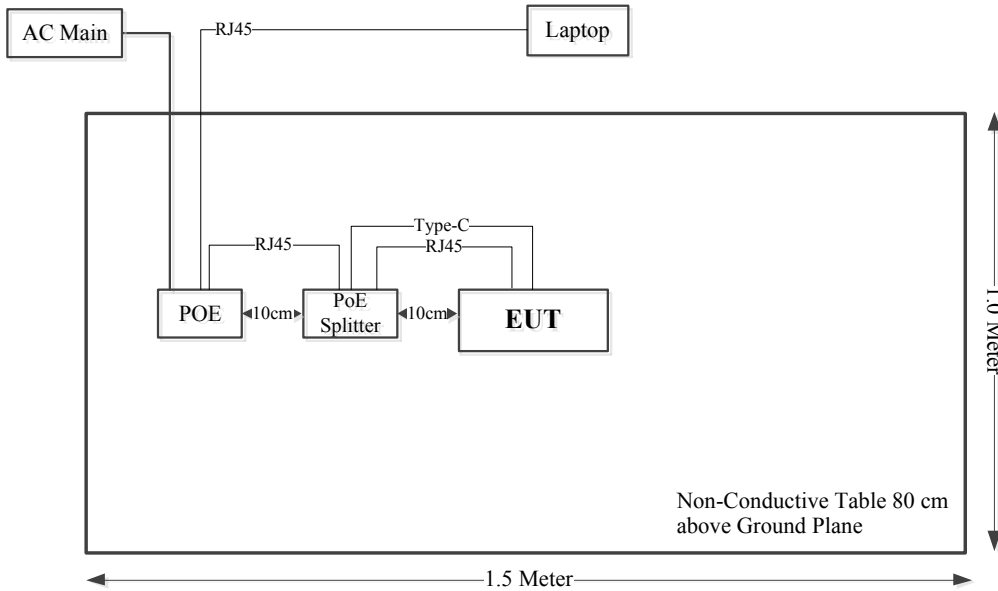 AC Main
RJ45
Laptop
Type-C
RJ45
RJ45
POE
10cm
PoE
Splitter
10cm
EUT
1.0 Meter
Non-Conductive Table 80 cm
above Ground Plane
1.5 Meter